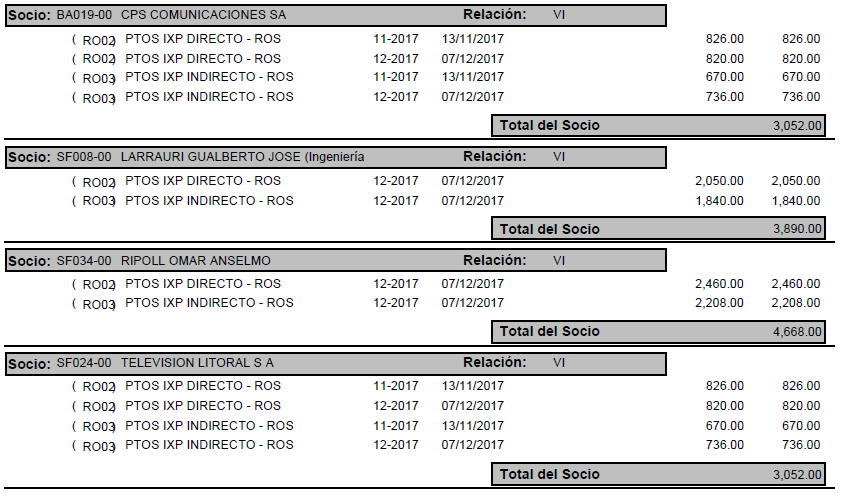 Socio: BA019-00 CPS COMUNICACIONES SA Relación: VI
( RO02) PTOS IXP DIRECTO - ROS 11-2017 13/11/2017 826.00 826.00
( RO02) PTOS IXP DIRECTO - ROS 12-2017 07/12/2017 820.00 820.00
( RO03) PTOS IXP INDIRECTO - ROS 11-2017 13/11/2017 670.00 670.00
( RO03) PTOS IXP INDIRECTO - ROS 12-2017 07/12/2017 736.00 736.00
Total del Socio 3,052.00
Socio: SF008-00 LARRAURI GUALBERTO JOSE (Ingeniería Relación: VI
( RO02) PTOS IXP DIRECTO - ROS 12-2017 07/12/2017 2,050.00 2,050.00
( RO03) PTOS IXP INDIRECTO - ROS 12-2017 07/12/2017 1,840.00 1,840.00
Total del Socio 3,890.00
Socio: SF034-00 RIPOLL OMAR ANSELMO Relación: VI
( RO02) PTOS IXP DIRECTO - ROS 12-2017 07/12/2017 2,460.00 2,460.00
( RO03) PTOS IXP INDIRECTO - ROS 12-2017 07/12/2017 2,208.00 2,208.00
Total del Socio 4,668.00
Socio: SF024-00 TELEVISION LITORAL S A Relación: VI
( RO02) PTOS IXP DIRECTO - ROS 11-2017 13/11/2017 826.00 826.00
( RO02) PTOS IXP DIRECTO - ROS 12-2017 07/12/2017 820.00 820.00
( RO03) PTOS IXP INDIRECTO - ROS 11-2017 13/11/2017 670.00 670.00
( RO03) PTOS IXP INDIRECTO - ROS 12-2017 07/12/2017 736.00 736.00
Total del Socio 3,052.00